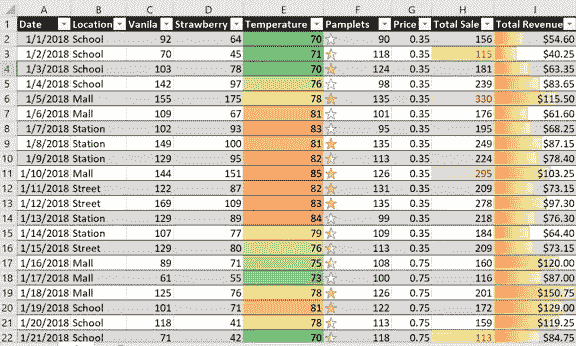 A B C D E F G H I
1 Date Location Vanila Strawberry Temperature Pamplets Price Total Sale Total Revenue
2 1/1/2018 School 92 64 70 90 0.35 156 $54.60
3 1/2/2018 School 70 45 71 118 0.35 115 $40.25
4 1/3/2018 School 103 78 70 124 0.35 181 $63.35
5 1/4/2018 School 142 97 76 98 0.35 239 $83.65
6 1/5/2018 Mall 155 175 78 135 0.35 330 $115.50
7 1/6/2018 Mall 109 67 81 101 0.35 176 $61.60
8 1/7/2018 Station 102 93 83 95 0.35 195 $68.25
9 1/8/2018 Station 149 100 81 135 0.35 249 $87.15
10 1/9/2018 Station 129 95 82 113 0.35 224 $78.40
11 1/10/2018 Mall 144 151 85 126 0.35 295 $103.25
12 1/11/2018 Street 122 87 82 131 0.35 209 $73.15
13 1/12/2018 Street 169 109 83 135 0.35 278 $97.30
14 1/13/2018 Station 129 89 84 99 0.35 218 $76.30
15 1/14/2018 Station 107 77 79 109 0.35 184 $64.40
16 1/15/2018 Street 129 80 76 113 0.35 209 $73.15
17 1/16/2018 Mall 89 71 75 108 0.75 160 $120.00
18 1/17/2018 Mall 61 55 73 100 0.75 116 $87.00
19 1/18/2018 Mall 125 76 78 126 0.75 201 $150.75
20 1/19/2018 School 101 71 81 122 0.75 172 $129.00
21 1/20/2018 School 118 41 78 113 0.75 159 $119.25
22 1/21/2018 School 71 42 70 118 0.75 113 $84.75